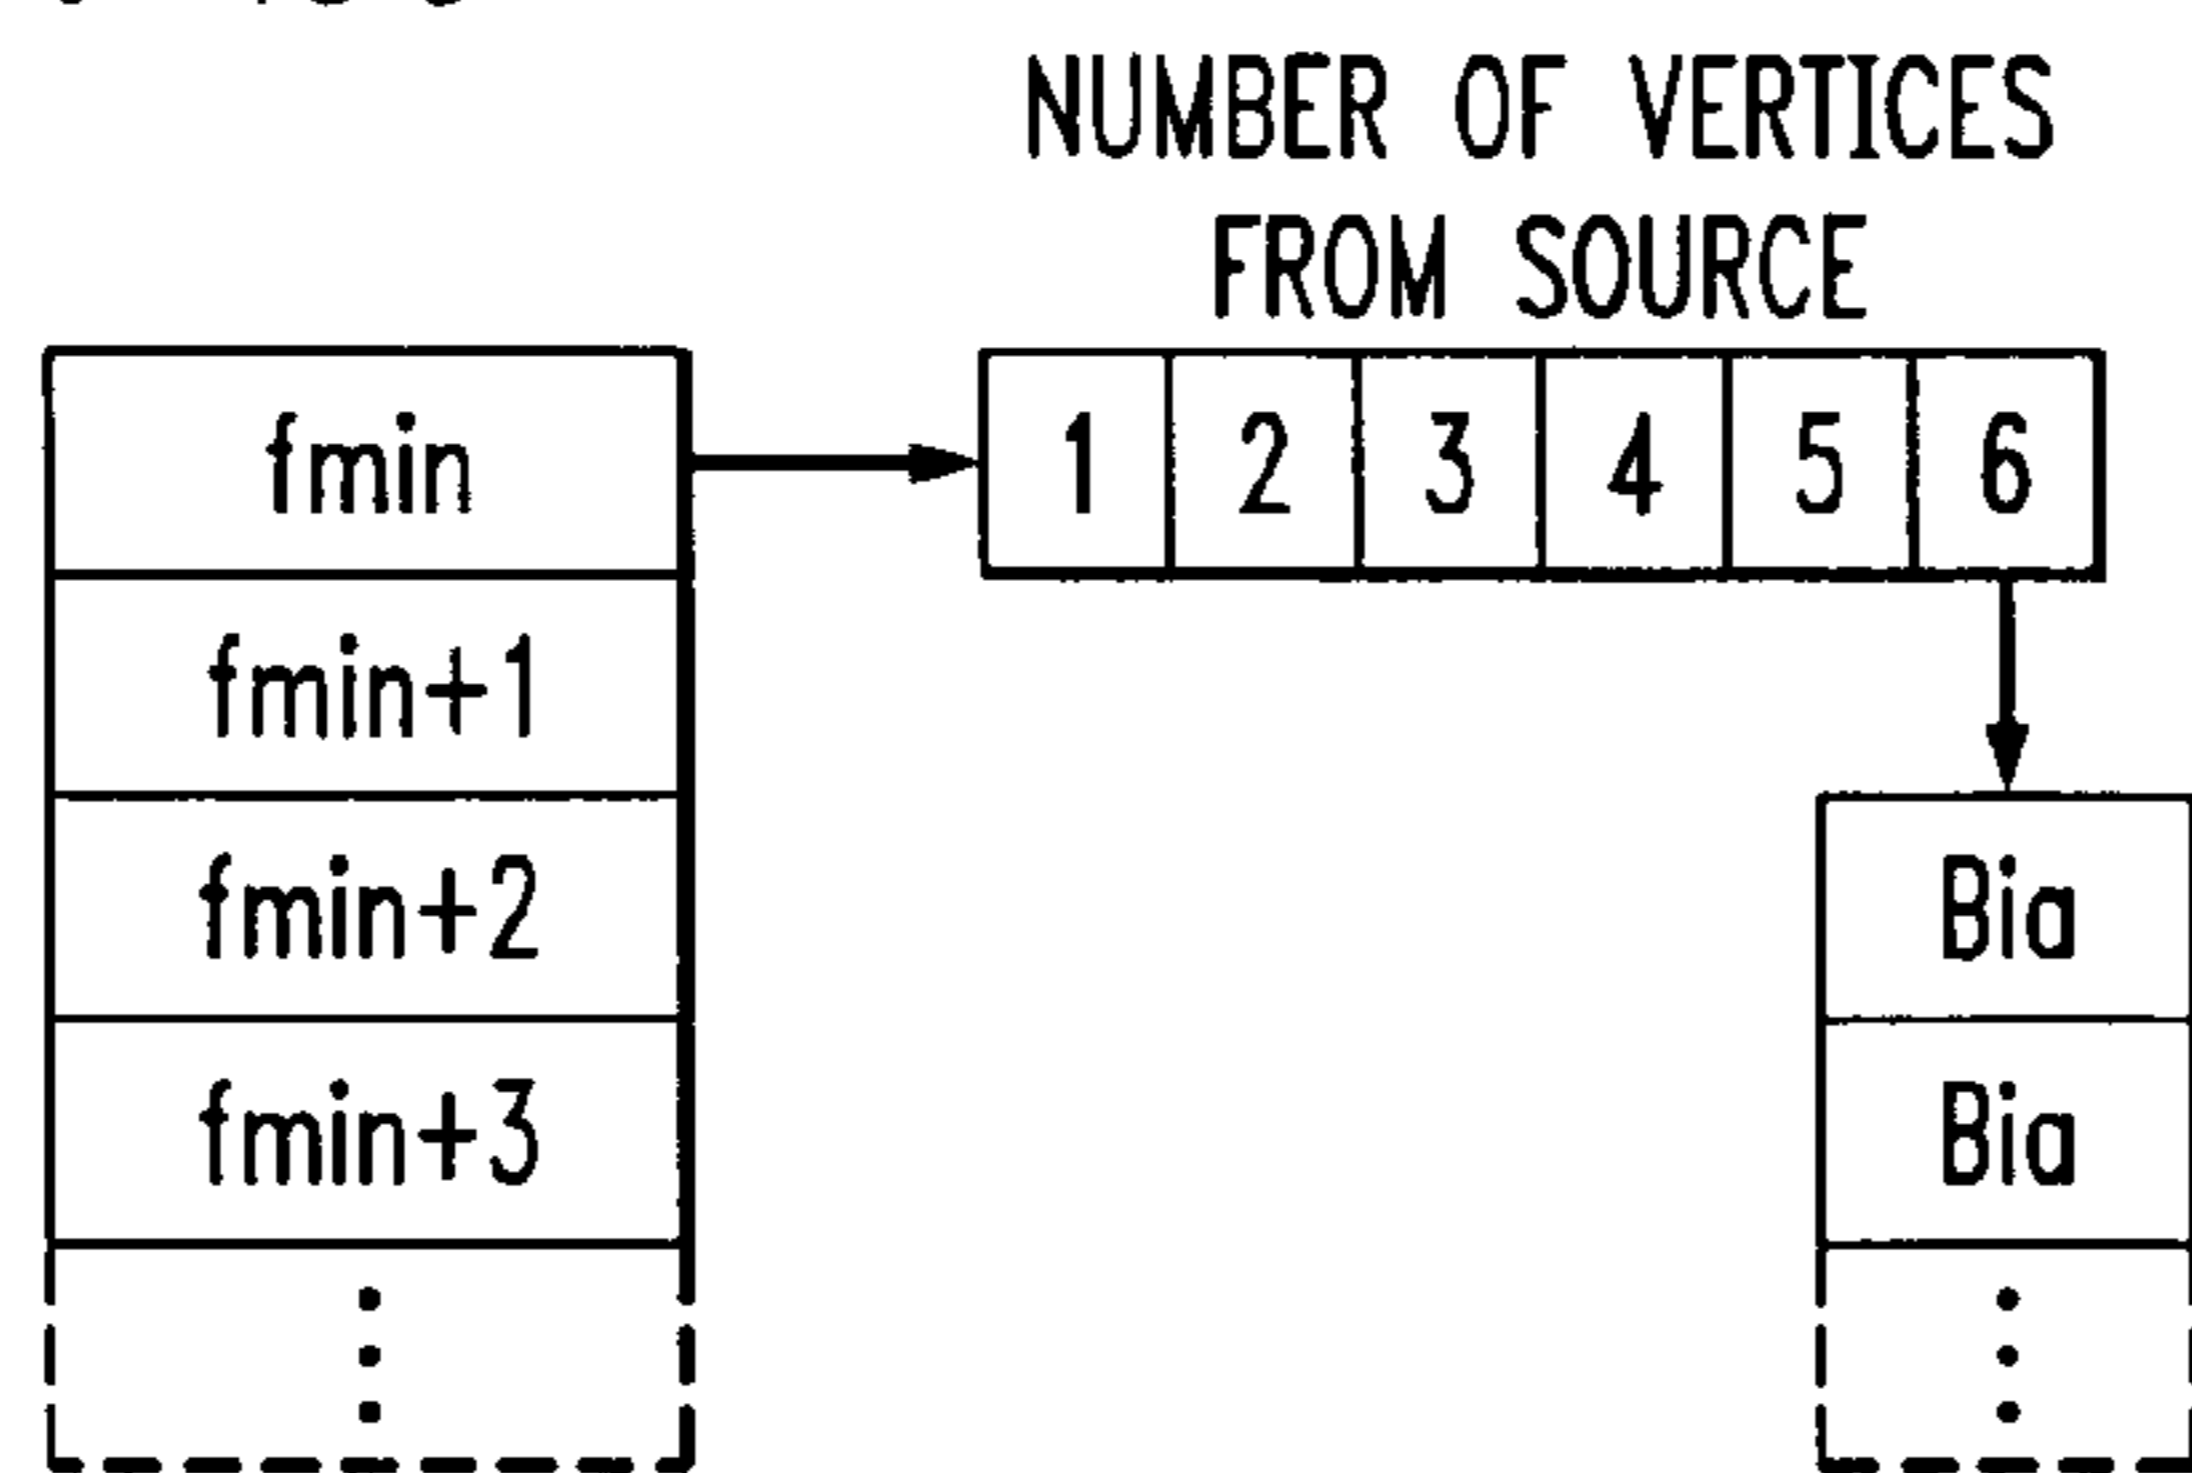 NUMBER OF VERTICES
FROM SOURCE
fmin
1 2 3 4 5 6
fmin+1
fmin+2
Bia
fmin+3
Bia